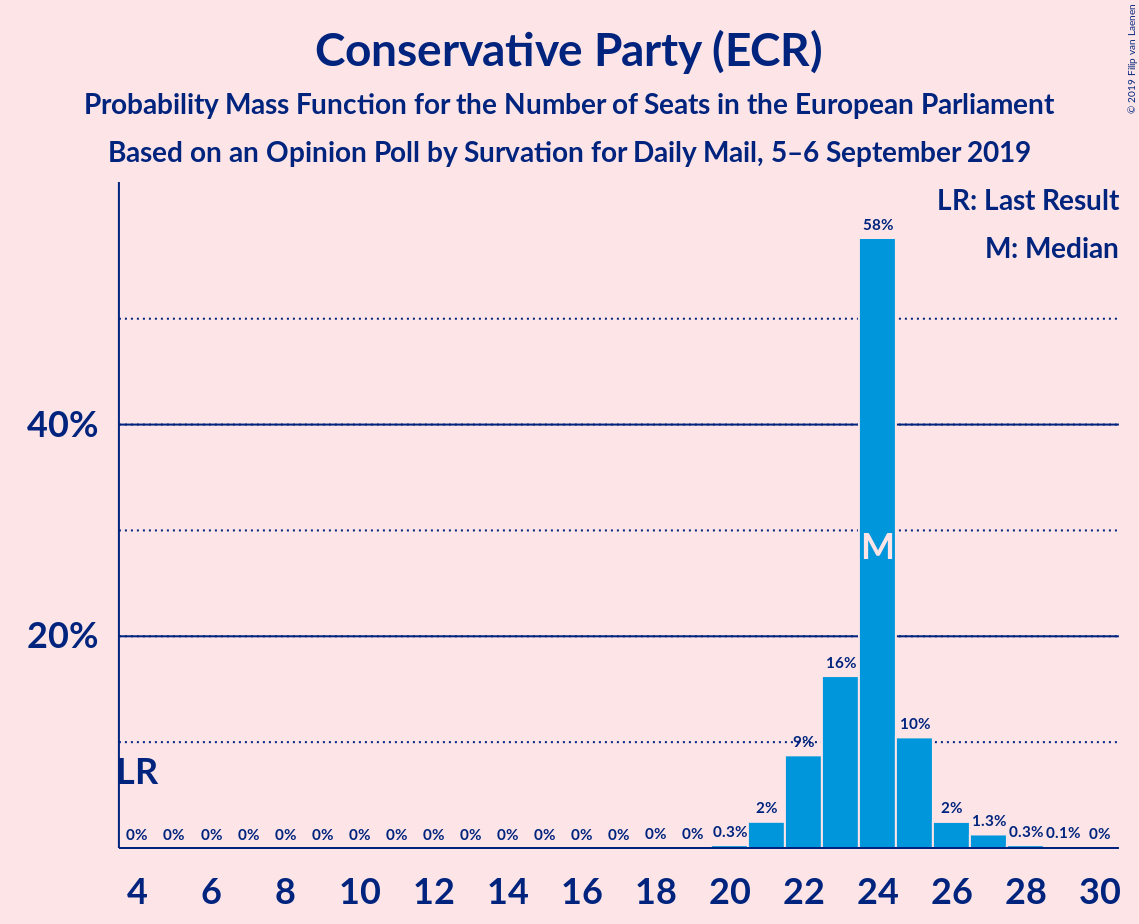 Conservative Party (ECR)
Probability Mass Function for the Number of Seats in the European Parliament
Based on an Opinion Poll by Survation for Daily Mail, 5–6 September 2019
© 2019 Filip van Laenen
LR: Last Result
M: Median
58%
40%
M
20%
16%
10%
9%
LR
2% 2%
1.3%
0% 0% 0% 0% 0% 0% 0% 0% 0% 0% 0% 0% 0% 0% 0% 0% 0.3% 0.3% 0.1% 0%
4 6 8 10 12 14 16 18 20 22 24 26 28 30